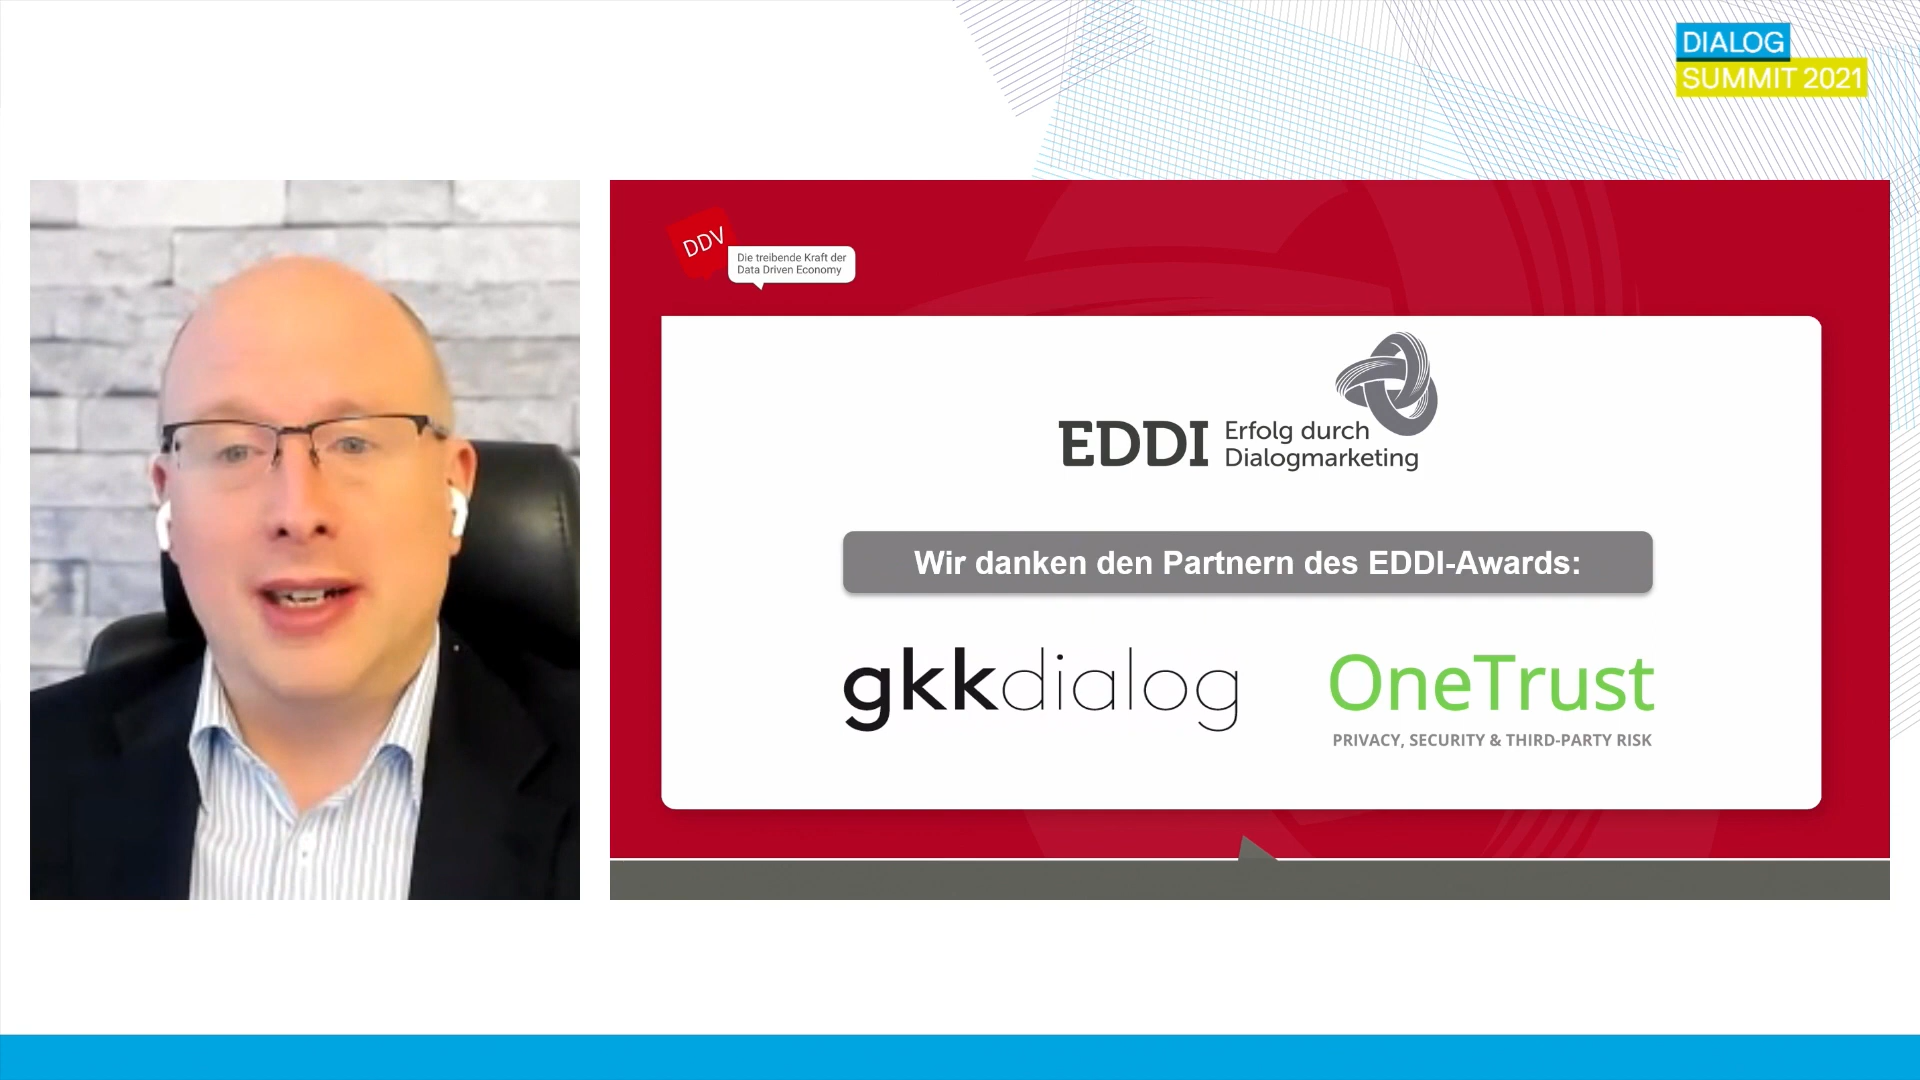 DIALOG
SUMMIT 2021
DDV
Die treibende Kraft der
Data Driven Economy
EDDI Erfolg durch
Dialogmarketing
Wir danken den Partnern des EDDI-Awards:
gkkdialog
OneTrust
PRIVACY, SECURITY & THIRD-PARTY RISK